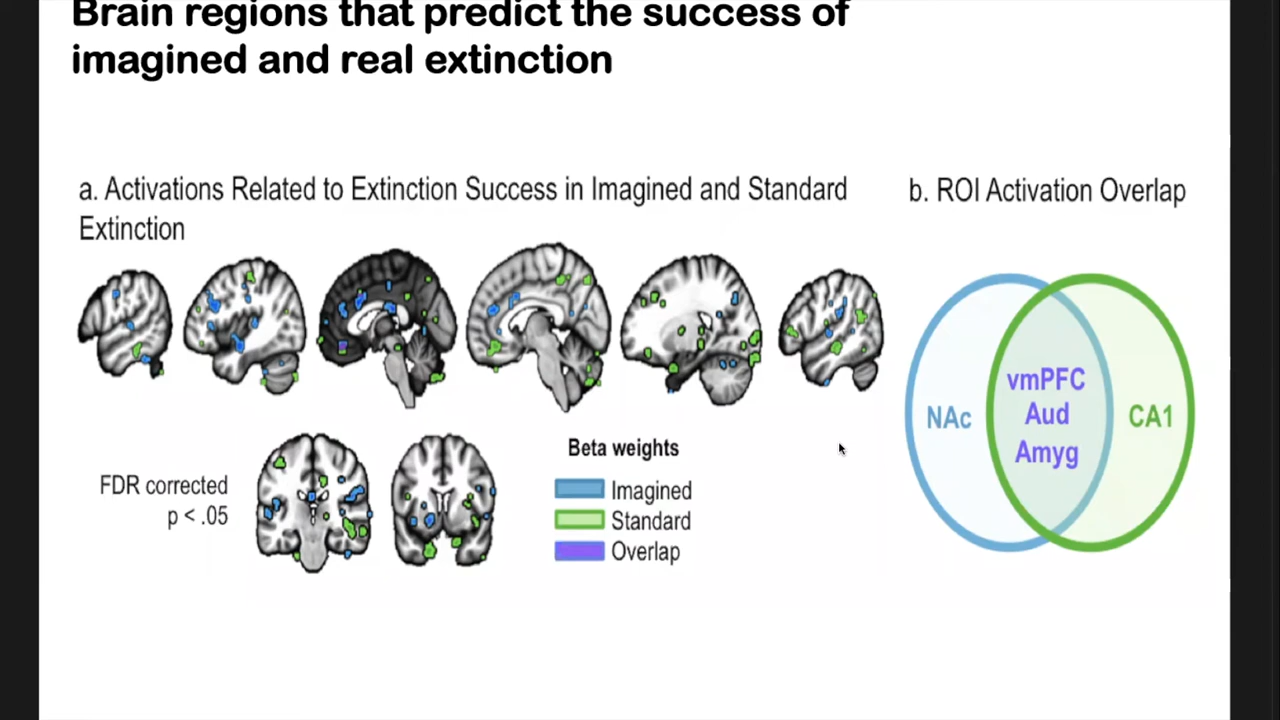 Brain regions that predict the success of
imagined and real extinction
a. Activations Related to Extinction Success in Imagined and Standard
Extinction
b. ROI Activation Overlap
FDR corrected
p < .05
Beta weights
Imagined
Standard
Overlap
NAc
vmPFC
Aud
Amyg
CA1